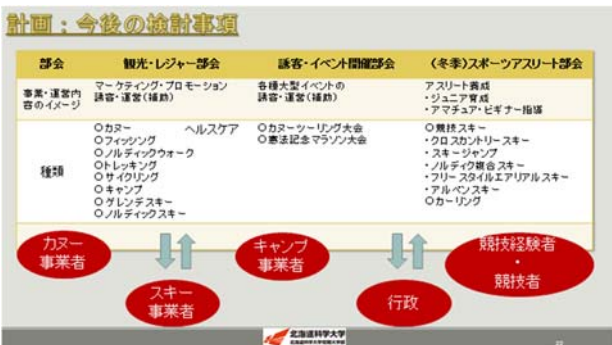 計画：今後の検討事項
部会
観光・レジャー部会
誘客・イベント開催部会
（冬季）スポーツアスリート部会
事業・運営内
容のイメージ
マーケティング・プロモーション
誘容・運営（補助）
各種大型イベントの
誘容・運営（補助）
アスリート養成
・ジュニア育成
・アマチュア・ビギナー指導
種類
○カヌー ヘルスケア
○フィッシング
○ノルディックウォーク
○トレッキング
○サイクリング
○キャンプ
○ゲレンデスキー
○ノルディックスキー
○カヌーツーリング大会
○憲法記念マラソン大会
○競技スキー
・クロスカントリースキー
・スキージャンプ
・ノルディク複合スキー
・フリースタイルエアリアルスキー
・アルペンスキー
○カーリング
カヌー
事業者
スキー
事業者
キャンプ
事業者
行政
競技経験者
・
競技者
北海道科学大学